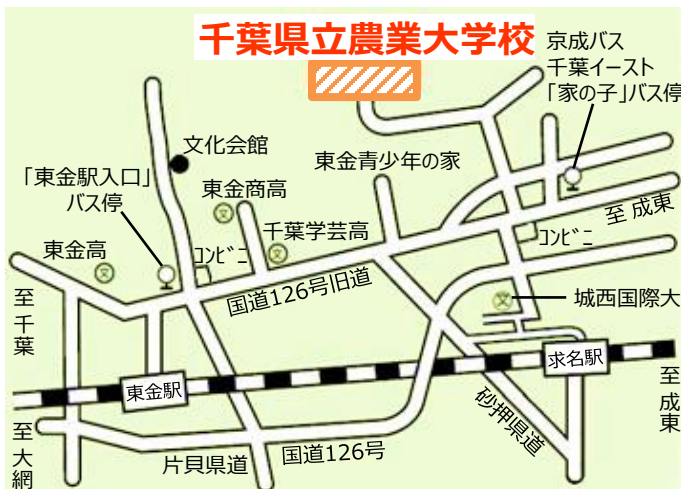 千葉県立農業大学校
京成バス
千葉イースト
「家の子」バス停
文化会館
東金青少年の家
「東金駅入口」
バス停
東金商高
文
至 成東
千葉学芸高
文
コンビニ
コンビニ
東金高
文
国道126号旧道
至千葉
文
城西国際大
求名駅
東金駅
至成東
砂押県道
至大網
片貝県道
国道126号